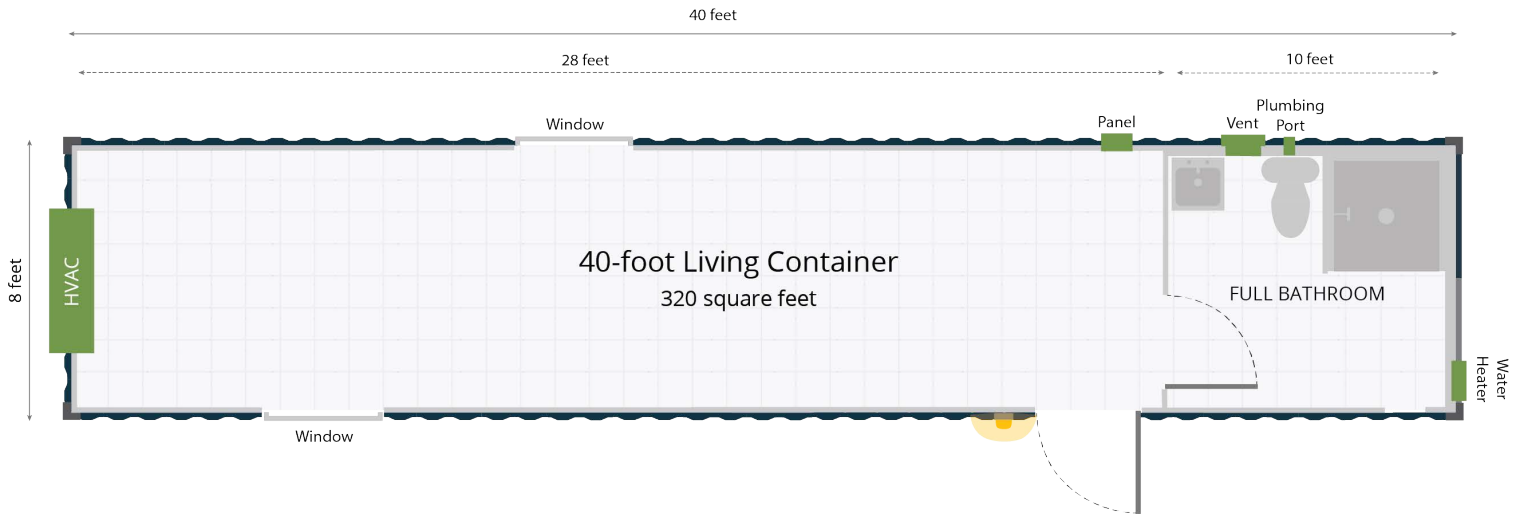 40 feet
28 feet
10 feet
Plumbing
Port
Window
Panel
Vent
8 feet
HVAC
40-foot Living Container
320 square feet
FULL BATHROOM
Water
Heater
Window